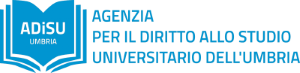 ADiSU
UMBRIA
AGENZIA
PER IL DIRITTO ALLO STUDIO
UNIVERSITARIO DELL'UMBRIA